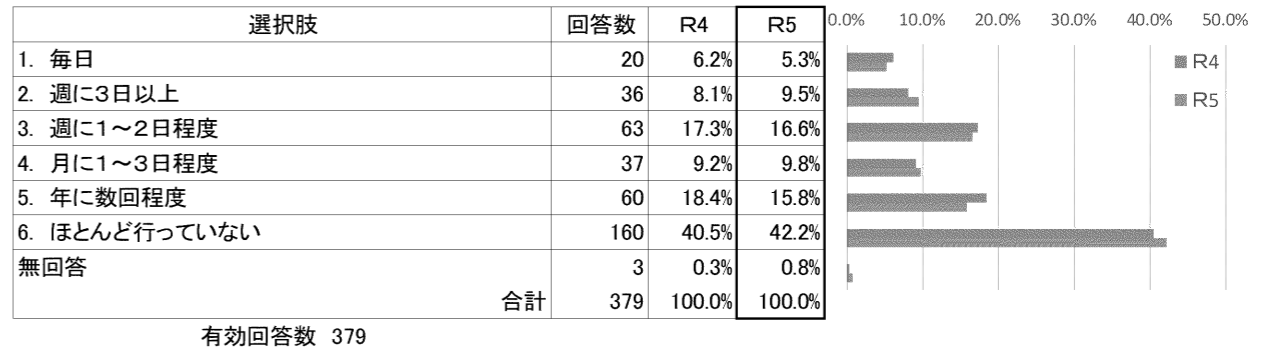 選択肢 回答数 R4 R5
1. 毎日 20 6.2% 5.3%
2. 週に3日以上 36 8.1% 9.5%
3. 週に1～2日程度 63 17.3% 16.6%
4. 月に1～3日程度 37 9.2% 9.8%
5. 年に数回程度 60 18.4% 15.8%
6. ほとんど行っていない 160 40.5% 42.2%
無回答 3 0.3% 0.8%
合計 379 100.0% 100.0%
有効回答数 379
0.0% 10.0% 20.0% 30.0% 40.0% 50.0%
R4
R5